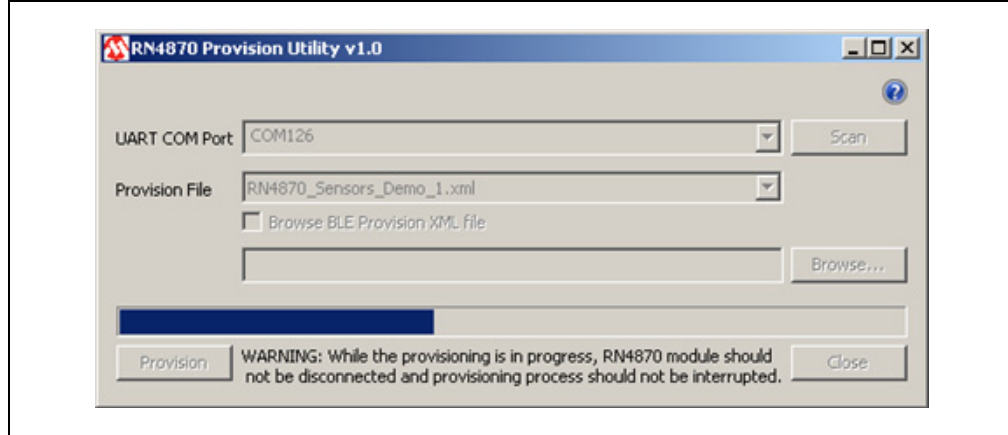 RN4870 Provision Utility v1.0
UART COM Port COM126 Scan
Provision File RN4870_Sensors_Demo_1.xml
Browse BLE Provision XML file
Browse...
Provision WARNING: While the provisioning is in progress, RN4870 module should
not be disconnected and provisioning process should not be interrupted. Close